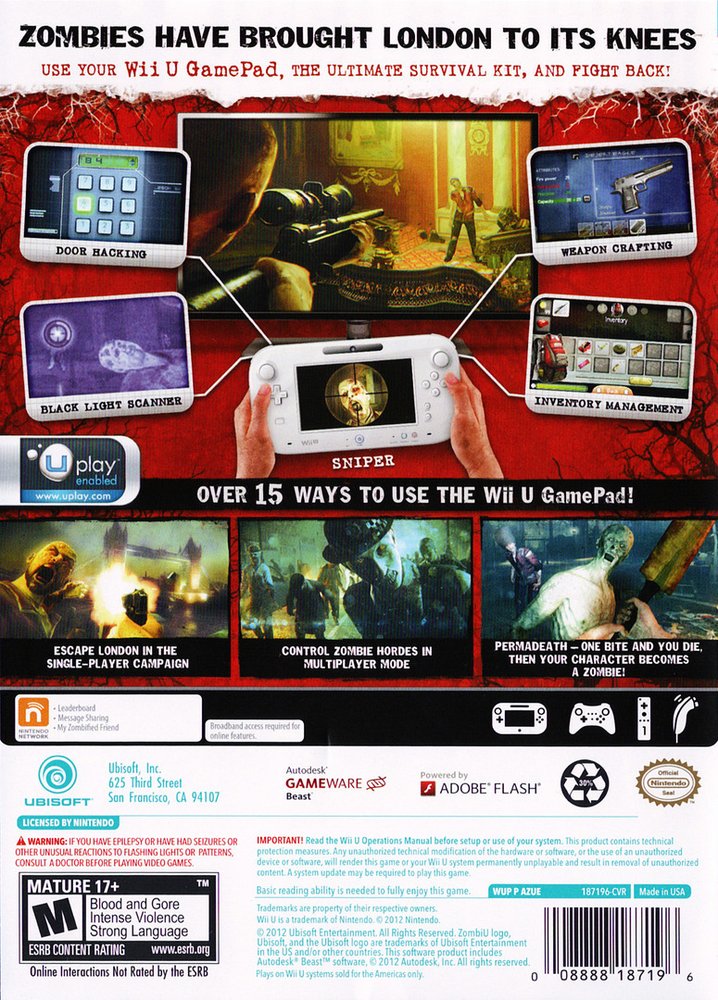 ZOMBIES HAVE BROUGHT LONDON TO ITS KNEES
USE YOUR Wii U GamePad, THE ULTIMATE SURVIVAL KIT, AND FIGHT BACK!
DOOR HACKING
WEAPON CRAFTING
Inventory
BLACK LIGHT SCANNER
INVENTORY MANAGEMENT
Wii U
SNIPER
U play™
enabled
www.uplay.com
OVER 15 WAYS TO USE THE Wii U GamePad!
ESCAPE LONDON IN THE
SINGLE-PLAYER CAMPAIGN
CONTROL ZOMBIE HORDES IN
MULTIPLAYER MODE
PERMADEATH – ONE BITE AND YOU DIE,
THEN YOUR CHARACTER BECOMES
A ZOMBIE!
NINTENDO
NETWORK
- Leaderboard
- Message Sharing
- My Zombified Friend
Broadband access required for
online features.
1
UBISOFT
Ubisoft, Inc.
625 Third Street
San Francisco, CA 94107
Autodesk®
GAMEWARE
Beast™
Powered by
ADOBE® FLASH®
30%
Official
Nintendo
Seal
LICENSED BY NINTENDO
WARNING: IF YOU HAVE EPILEPSY OR HAVE HAD SEIZURES OR
OTHER UNUSUAL REACTIONS TO FLASHING LIGHTS OR PATTERNS,
CONSULT A DOCTOR BEFORE PLAYING VIDEO GAMES.
IMPORTANT! Read the Wii U Operations Manual before setup or use of your system. This product contains technical
protection measures. Any unauthorized technical modification of the hardware or software, or the use of an unauthorized
device or software, will render this game or your Wii U system permanently unplayable and result in removal of unauthorized
content. A system update may be required to play this game.
Basic reading ability is needed to fully enjoy this game.
WUP P AZUE
187196-CVR
Made in USA
MATURE 17+
TM
M
Blood and Gore
Intense Violence
Strong Language
ESRB CONTENT RATING
www.esrb.org
Online Interactions Not Rated by the ESRB
Trademarks are property of their respective owners.
Wii U is a trademark of Nintendo. © 2012 Nintendo.
© 2012 Ubisoft Entertainment. All Rights Reserved. ZombiU logo,
Ubisoft, and the Ubisoft logo are trademarks of Ubisoft Entertainment
in the US and/or other countries. This software product includes
Autodesk® Beast™ software, © 2012 Autodesk, Inc. All rights reserved.
Plays on Wii U systems sold for the Americas only.
0 08888 18719 6